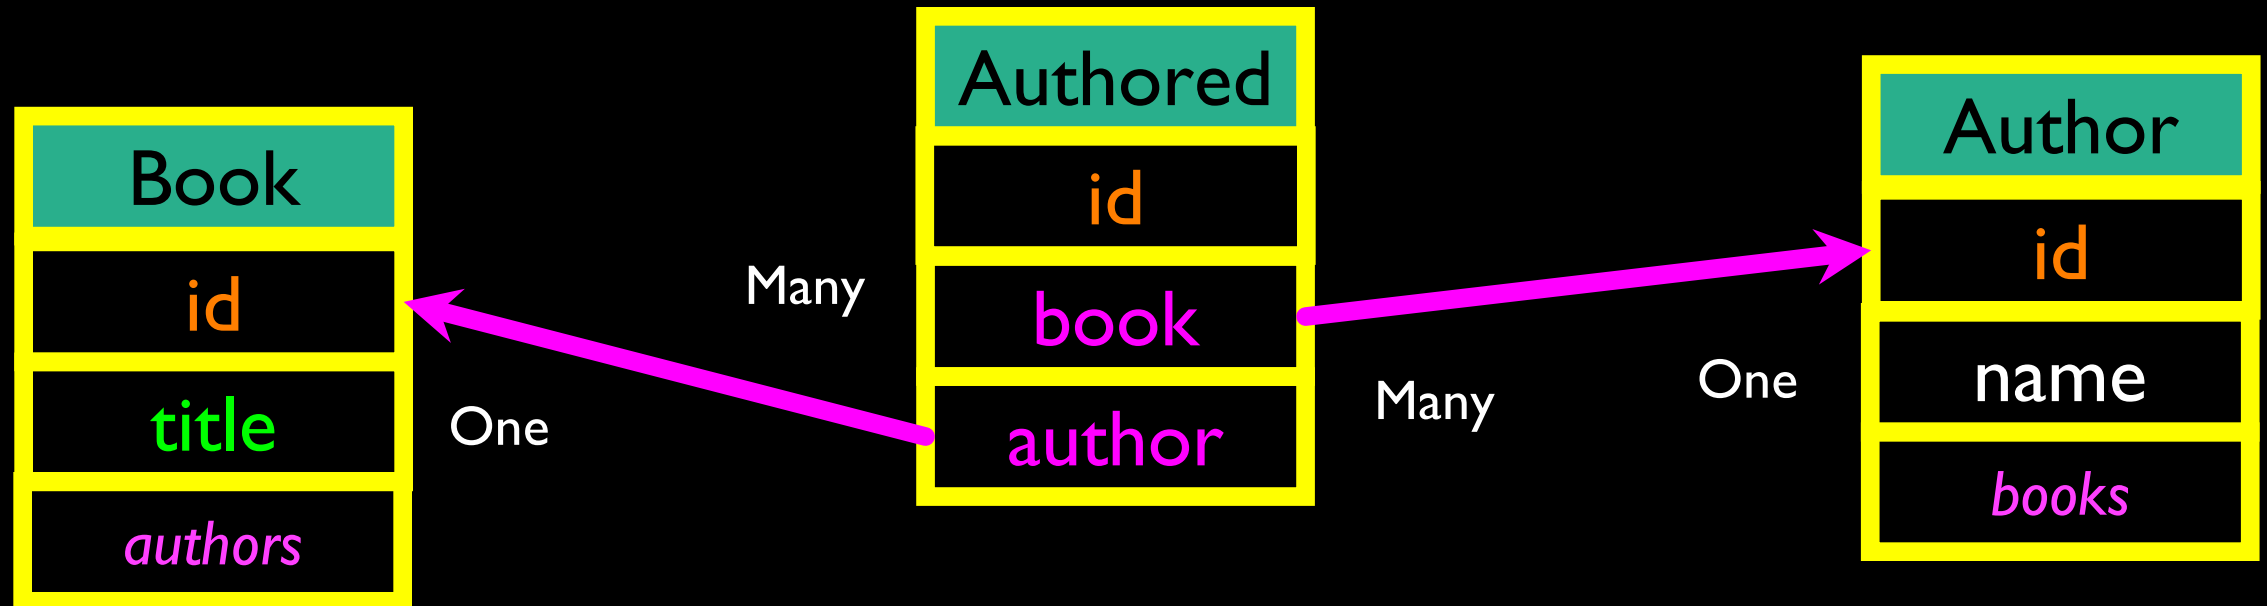 Book
id
title
authors
One
Many
Authored
id
book
author
Many
One
Author
id
name
books